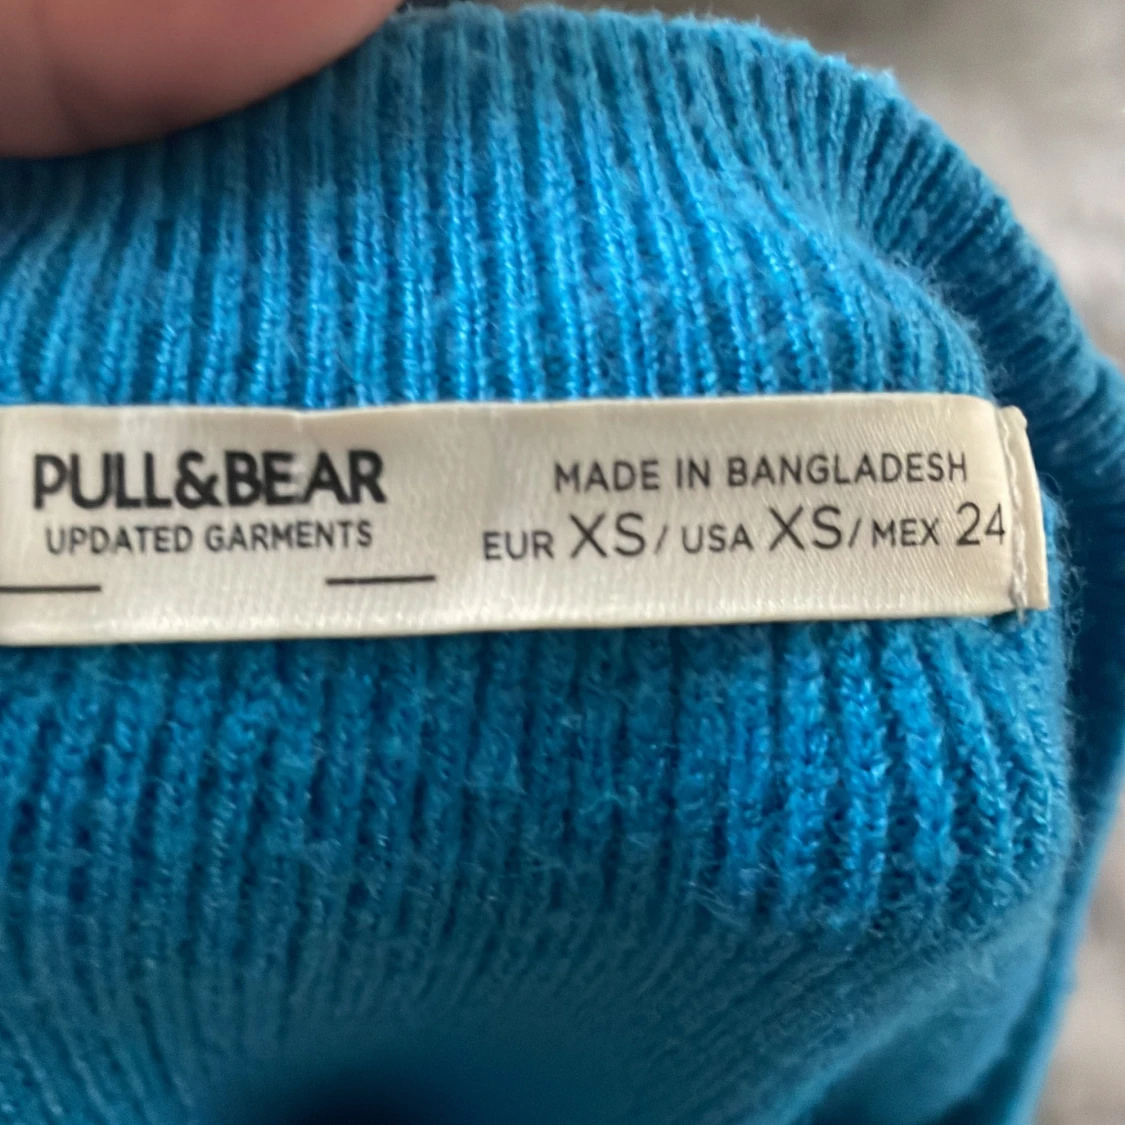 PULL&BEAR
UPDATED GARMENTS
MADE IN BANGLADESH
EUR XS/ USA XS/ MEX 24